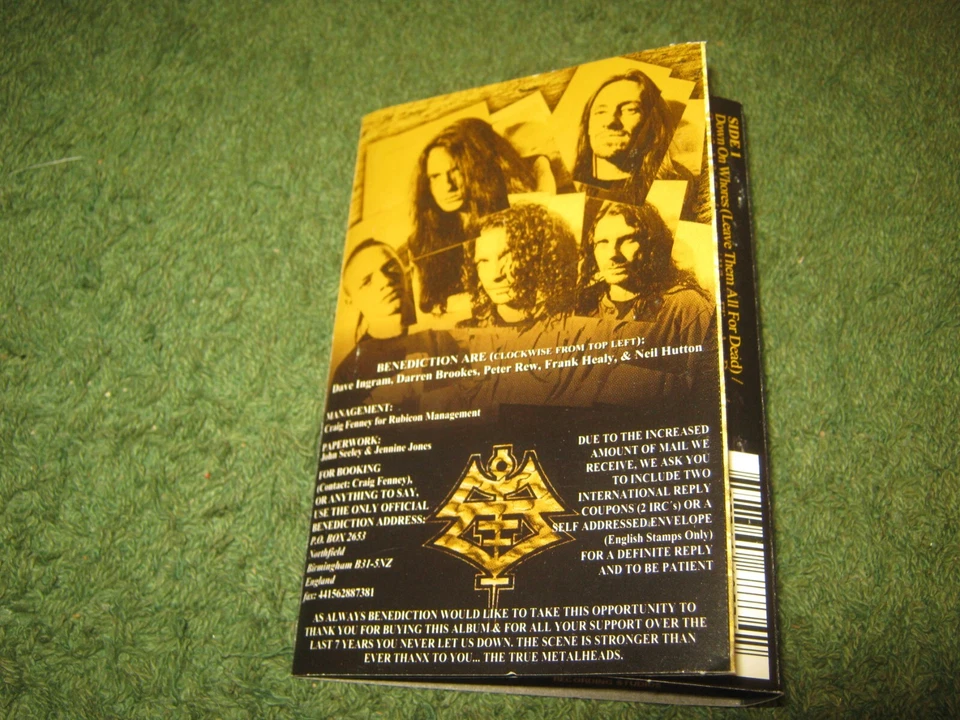 BENEDICTION ARE (CLOCKWISE FROM TOP LEFT):
Dave Ingram, Darren Brookes, Peter Rew, Frank Healy, & Neil Hutton
MANAGEMENT:
Craig Fenney for Rubicon Management
PAPERWORK:
John Seeley & Jennine Jones
FOR BOOKING
(Contact: Craig Fenney),
OR ANYTHING TO SAY,
USE THE ONLY OFFICIAL
BENEDICTION ADDRESS:
P.O. BOX 2653
Northfield
Birmingham B31-5NZ
England
fax: 441562887381
DUE TO THE INCREASED
AMOUNT OF MAIL WE
RECEIVE, WE ASK YOU
TO INCLUDE TWO
INTERNATIONAL REPLY
COUPONS (2 IRC's) OR A
SELF ADDRESSED ENVELOPE
(English Stamps Only)
FOR A DEFINITE REPLY
AND TO BE PATIENT
AS ALWAYS BENEDICTION WOULD LIKE TO TAKE THIS OPPORTUNITY TO
THANK YOU FOR BUYING THIS ALBUM & FOR ALL YOUR SUPPORT OVER THE
LAST 7 YEARS YOU NEVER LET US DOWN. THE SCENE IS STRONGER THAN
EVER THANX TO YOU... THE TRUE METALHEADS.
SIDE 1
Down On Whores (Leave Them All For Dead) /